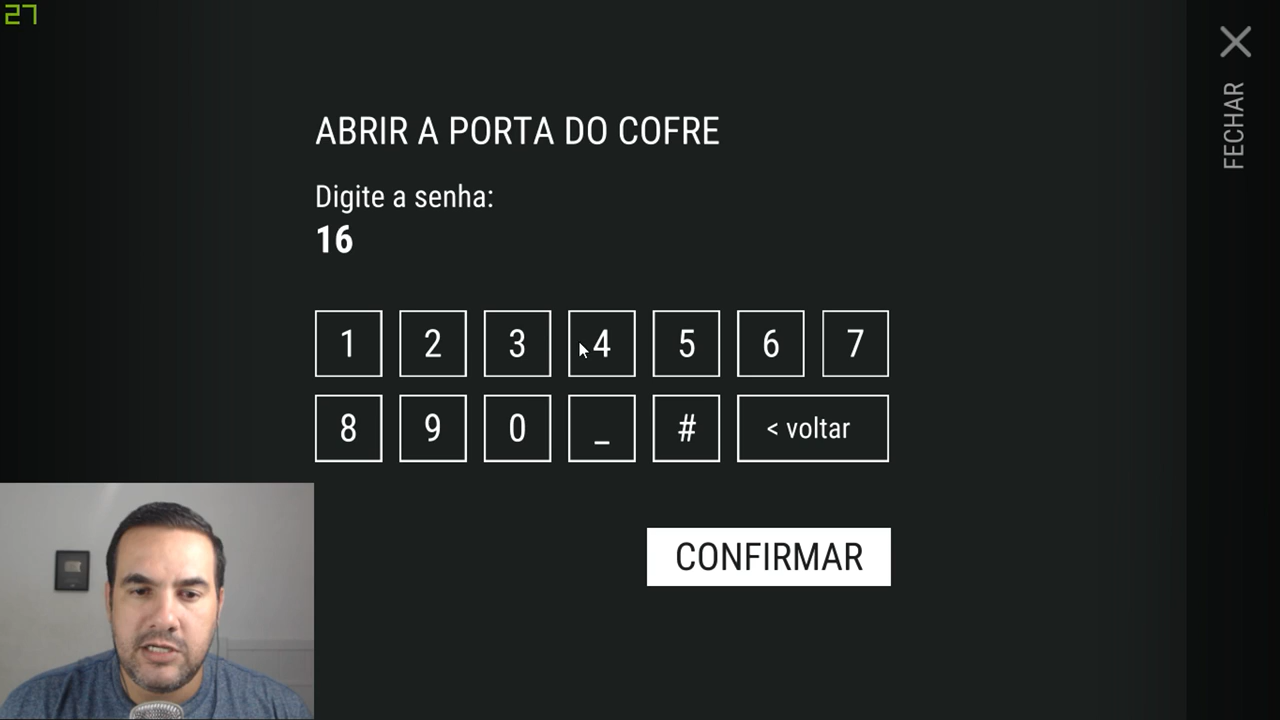 27
ABRIR A PORTA DO COFRE
Digite a senha:
16
1 2 3 4 5 6 7
8 9 0 _ # < voltar
CONFIRMAR
FECHAR